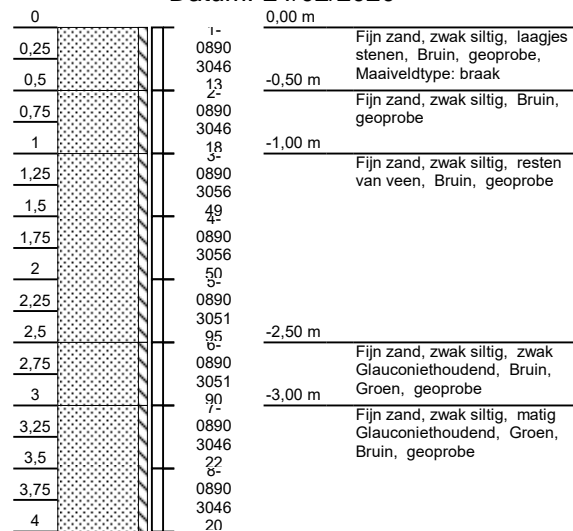 0
0,25
0,5
0,75
1
1,25
1,5
1,75
2
2,25
2,5
2,75
3
3,25
3,5
3,75
4
1-
0890
3046
13
2-
0890
3046
18
3-
0890
3056
49
4-
0890
3056
50
5-
0890
3051
95
6-
0890
3051
90
7-
0890
3046
22
8-
0890
3046
20
0,00 m
Fijn zand, zwak siltig, laagjes
stenen, Bruin, geoprobe,
Maaiveldtype: braak
-0,50 m
Fijn zand, zwak siltig, Bruin,
geoprobe
-1,00 m
Fijn zand, zwak siltig, resten
van veen, Bruin, geoprobe
-2,50 m
Fijn zand, zwak siltig, zwak
Glauconiethoudend, Bruin,
Groen, geoprobe
-3,00 m
Fijn zand, zwak siltig, matig
Glauconiethoudend, Groen,
Bruin, geoprobe